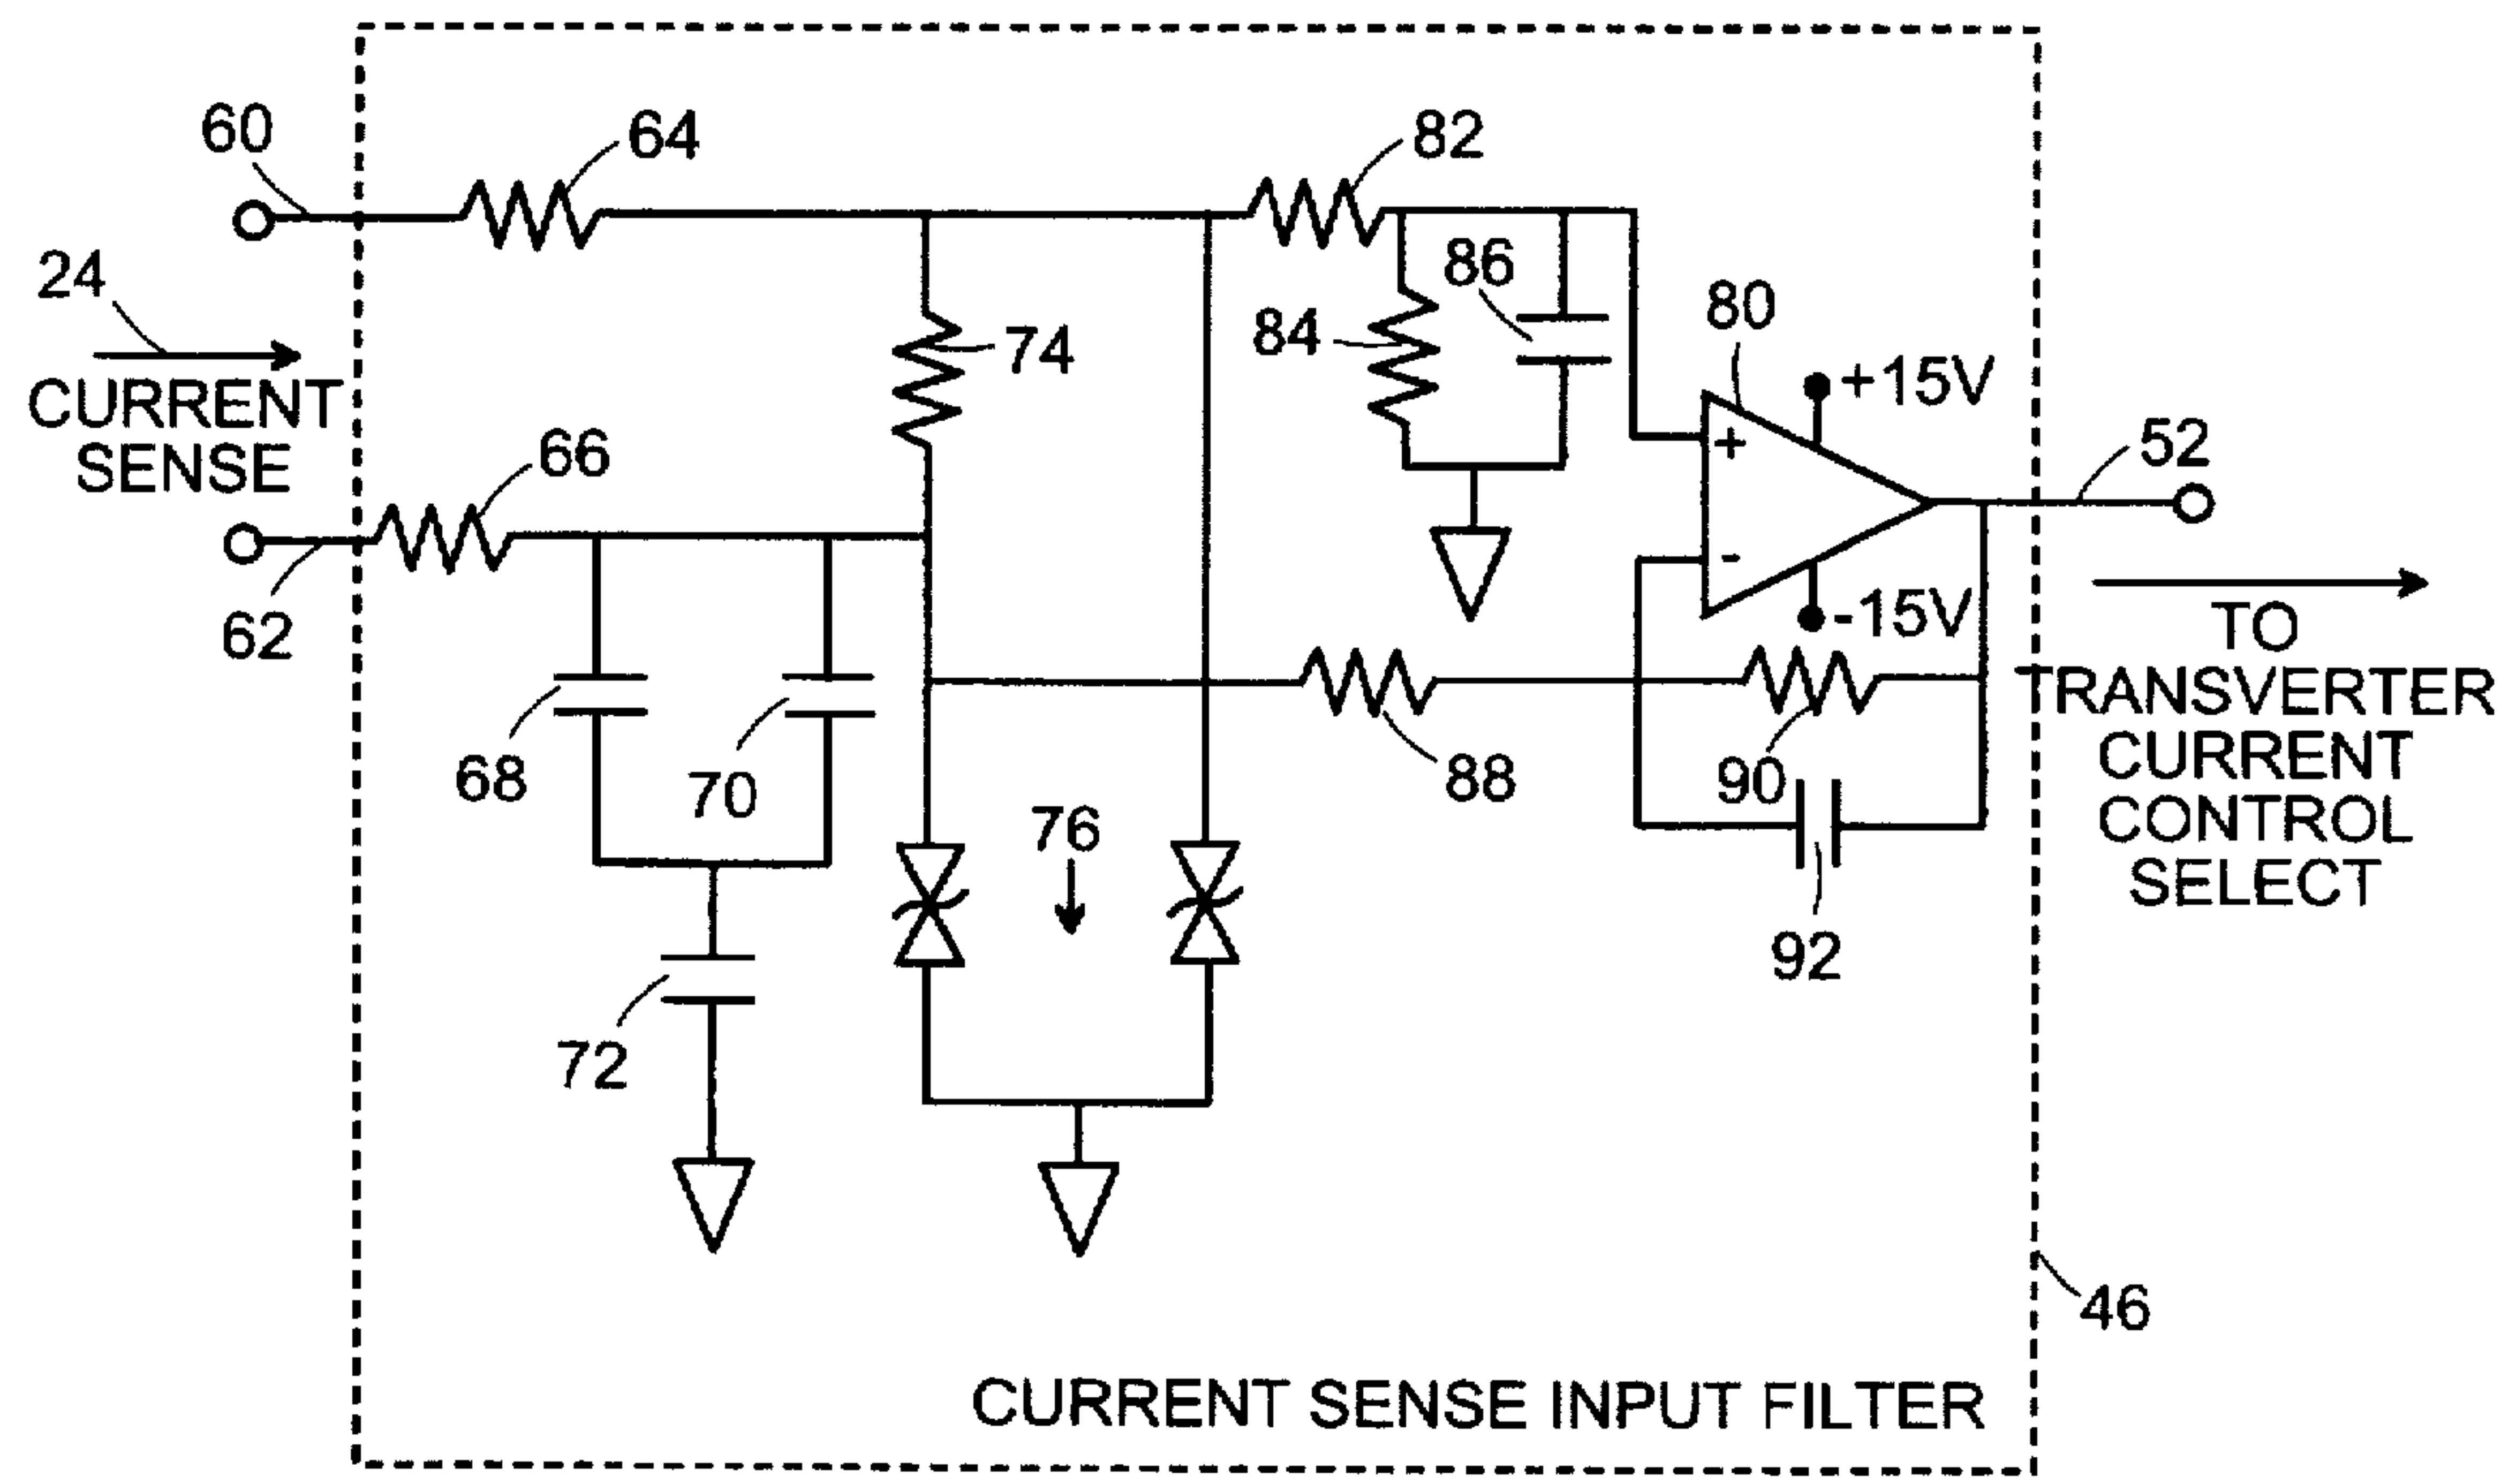 60
64
82
24
86
84
80
+15V
74
CURRENT
SENSE
+
52
66
-
-15V
62
TO
TRANSVERTER
CURRENT
CONTROL
SELECT
68
70
88
90
76
92
72
46
CURRENT SENSE INPUT FILTER